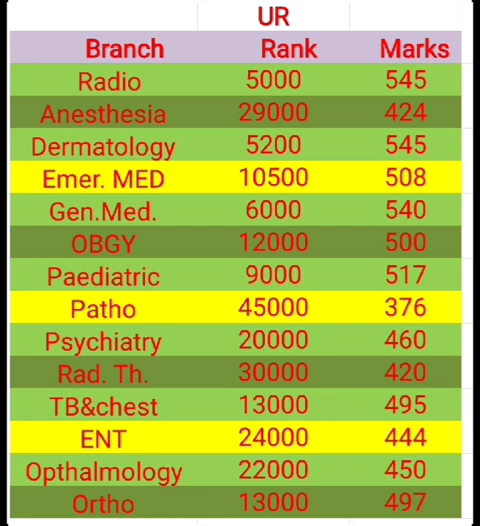 UR
Branch Rank Marks
Radio 5000 545
Anesthesia 29000 424
Dermatology 5200 545
Emer. MED 10500 508
Gen.Med. 6000 540
OBGY 12000 500
Paediatric 9000 517
Patho 45000 376
Psychiatry 20000 460
Rad. Th. 30000 420
TB&chest 13000 495
ENT 24000 444
Opthalmology 22000 450
Ortho 13000 497